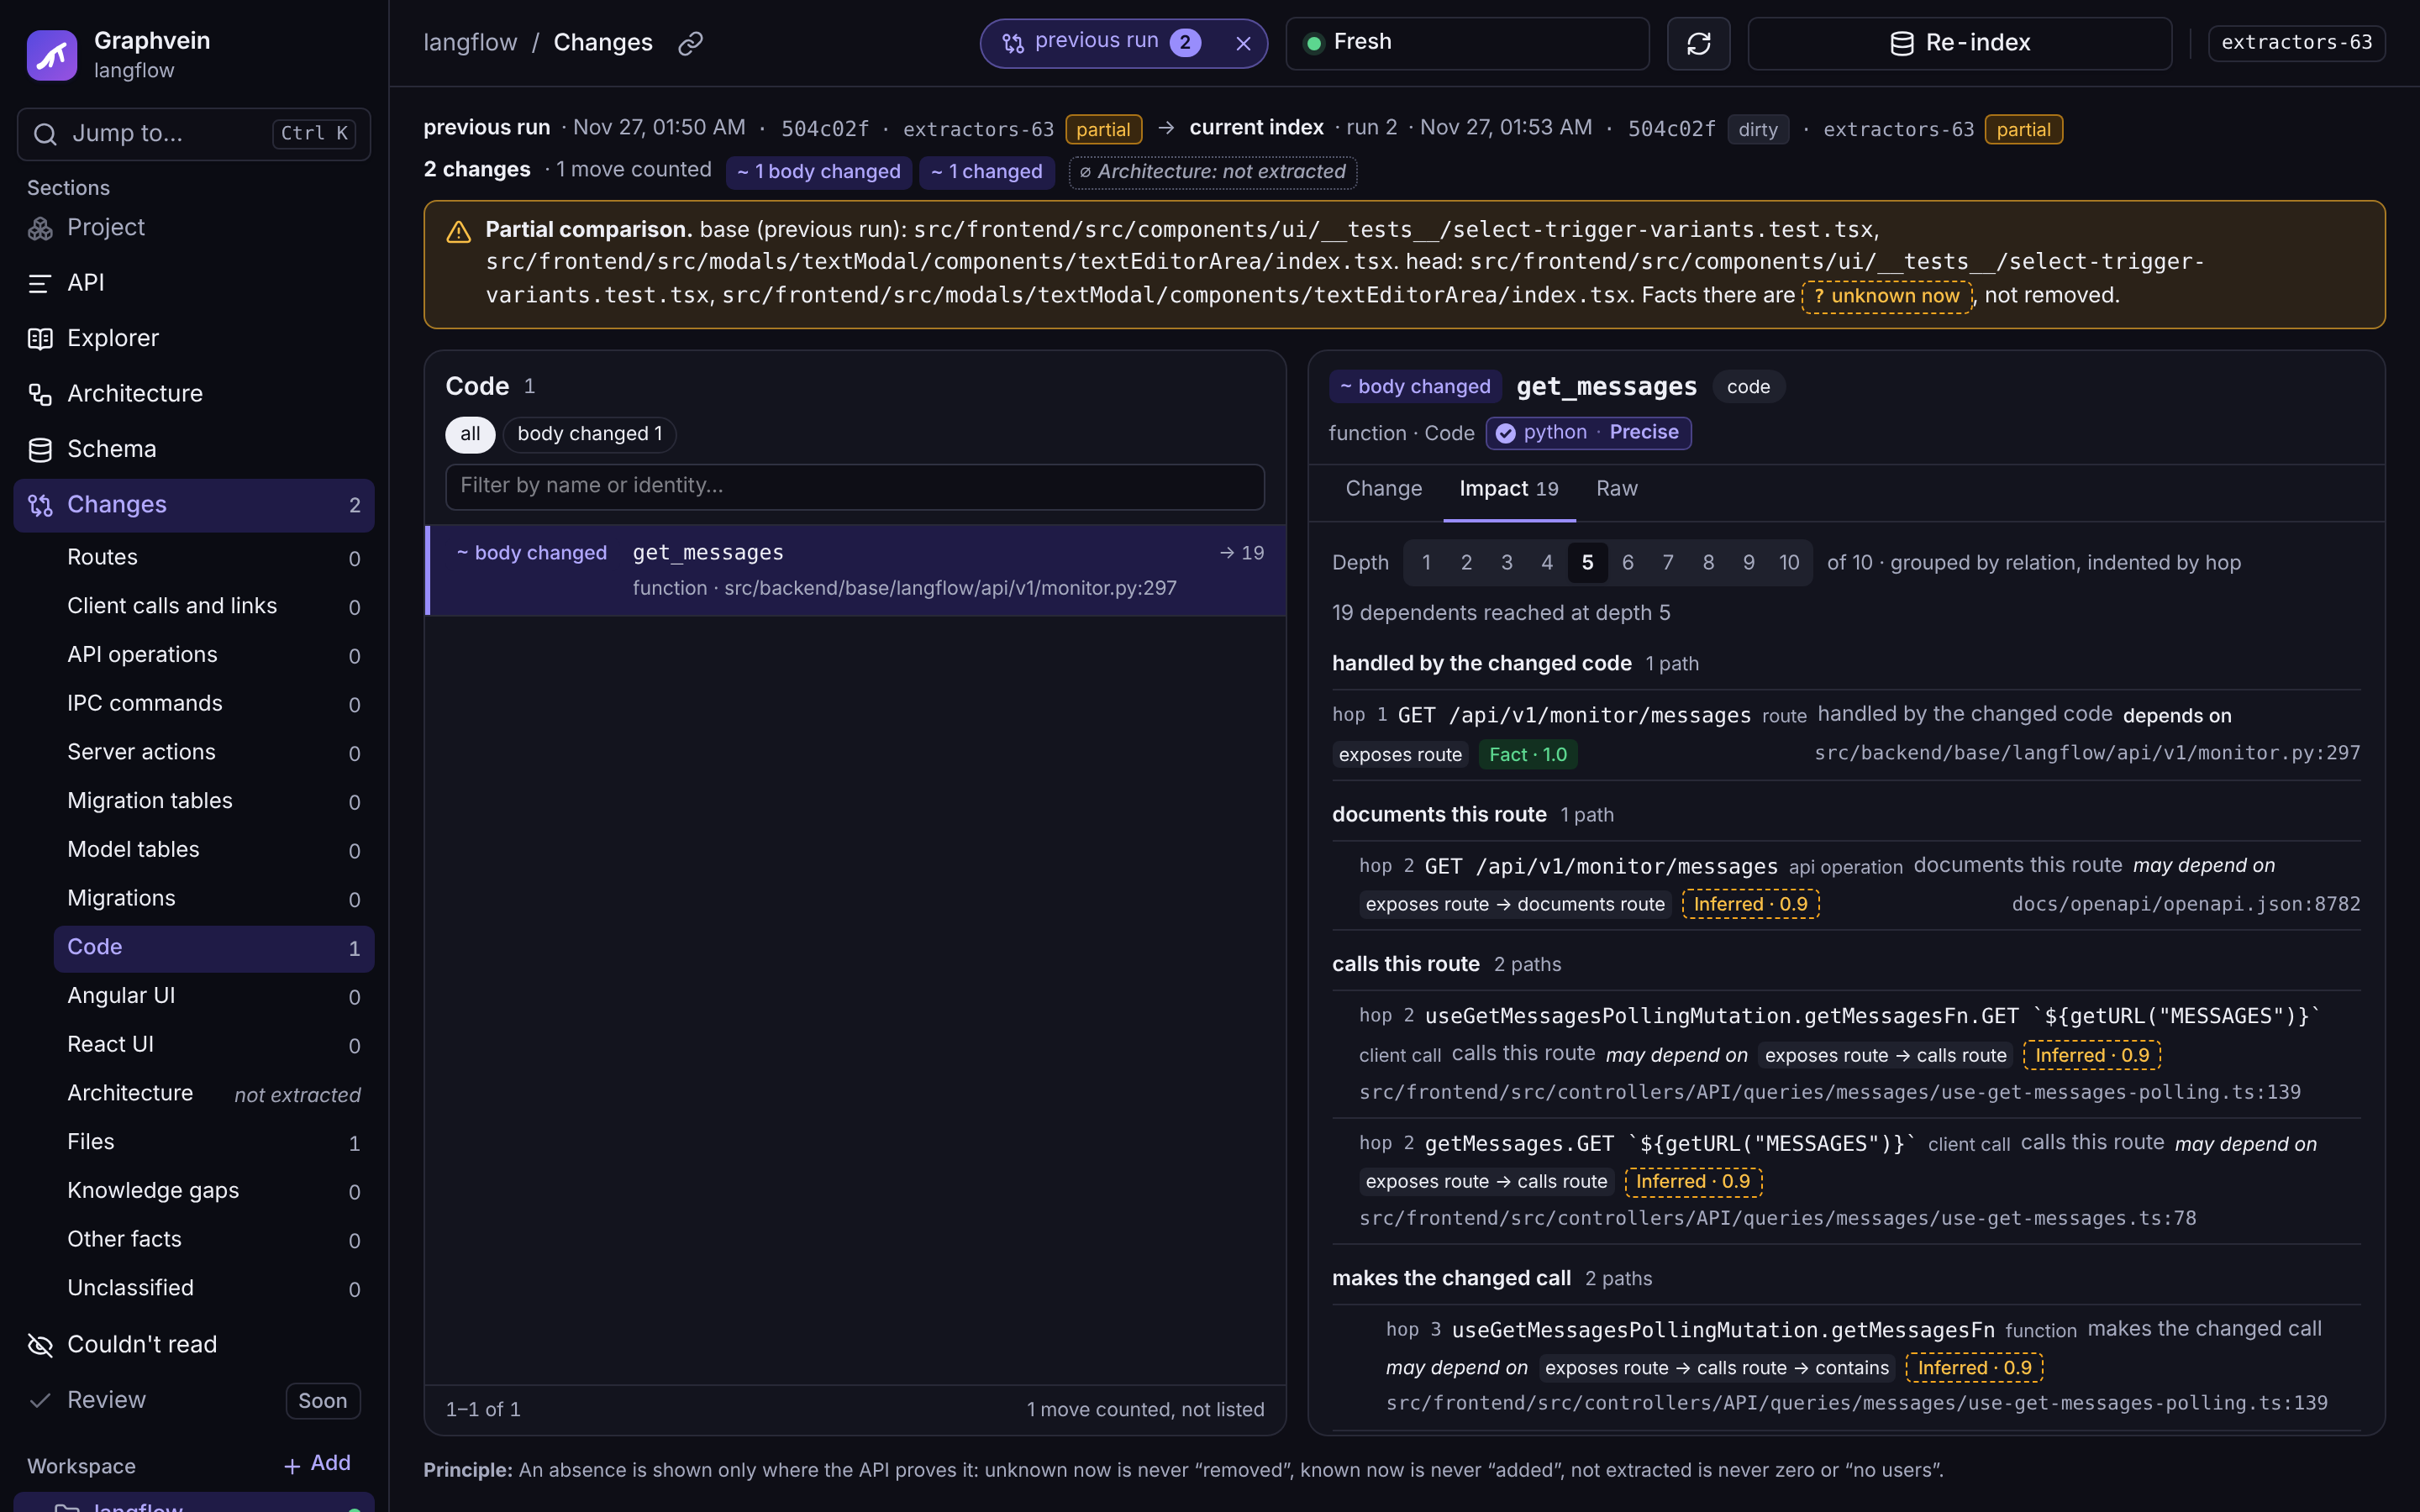 Graphvein
langflow
Jump to...
Ctrl K
Sections
Project
API
Explorer
Architecture
Schema
Changes 2
Routes 0
Client calls and links 0
API operations 0
IPC commands 0
Server actions 0
Migration tables 0
Model tables 0
Migrations 0
Code 1
Angular UI 0
React UI 0
Architecture not extracted
Files 1
Knowledge gaps 0
Other facts 0
Unclassified 0
Couldn't read
Review Soon
Workspace + Add
langflow
langflow / Changes
previous run 2
Fresh
Re-index
extractors-63
previous run · Nov 27, 01:50 AM · 504c02f · extractors-63 partial → current index · run 2 · Nov 27, 01:53 AM · 504c02f dirty · extractors-63 partial
2 changes · 1 move counted ~ 1 body changed ~ 1 changed ∅ Architecture: not extracted
Partial comparison. base (previous run): src/frontend/src/components/ui/__tests__/select-trigger-variants.test.tsx,
src/frontend/src/modals/textModal/components/textEditorArea/index.tsx. head: src/frontend/src/components/ui/__tests__/select-trigger-
variants.test.tsx, src/frontend/src/modals/textModal/components/textEditorArea/index.tsx. Facts there are ? unknown now, not removed.
Code 1
all
body changed 1
Filter by name or identity...
~ body changed get_messages → 19
function · src/backend/base/langflow/api/v1/monitor.py:297
1–1 of 1
1 move counted, not listed
~ body changed get_messages code
function · Code python · Precise
Change
Impact 19
Raw
Depth 1 2 3 4 5 6 7 8 9 10 of 10 · grouped by relation, indented by hop
19 dependents reached at depth 5
handled by the changed code 1 path
hop 1 GET /api/v1/monitor/messages route handled by the changed code depends on
exposes route Fact · 1.0 src/backend/base/langflow/api/v1/monitor.py:297
documents this route 1 path
hop 2 GET /api/v1/monitor/messages api operation documents this route may depend on
exposes route → documents route Inferred · 0.9 docs/openapi/openapi.json:8782
calls this route 2 paths
hop 2 useGetMessagesPollingMutation.getMessagesFn.GET `${getURL("MESSAGES")}`
client call calls this route may depend on exposes route → calls route Inferred · 0.9
src/frontend/src/controllers/API/queries/messages/use-get-messages-polling.ts:139
hop 2 getMessages.GET `${getURL("MESSAGES")}` client call calls this route may depend on
exposes route → calls route Inferred · 0.9
src/frontend/src/controllers/API/queries/messages/use-get-messages.ts:78
makes the changed call 2 paths
hop 3 useGetMessagesPollingMutation.getMessagesFn function makes the changed call
may depend on exposes route → calls route → contains Inferred · 0.9
src/frontend/src/controllers/API/queries/messages/use-get-messages-polling.ts:139
Principle: An absence is shown only where the API proves it: unknown now is never “removed”, known now is never “added”, not extracted is never zero or “no users”.